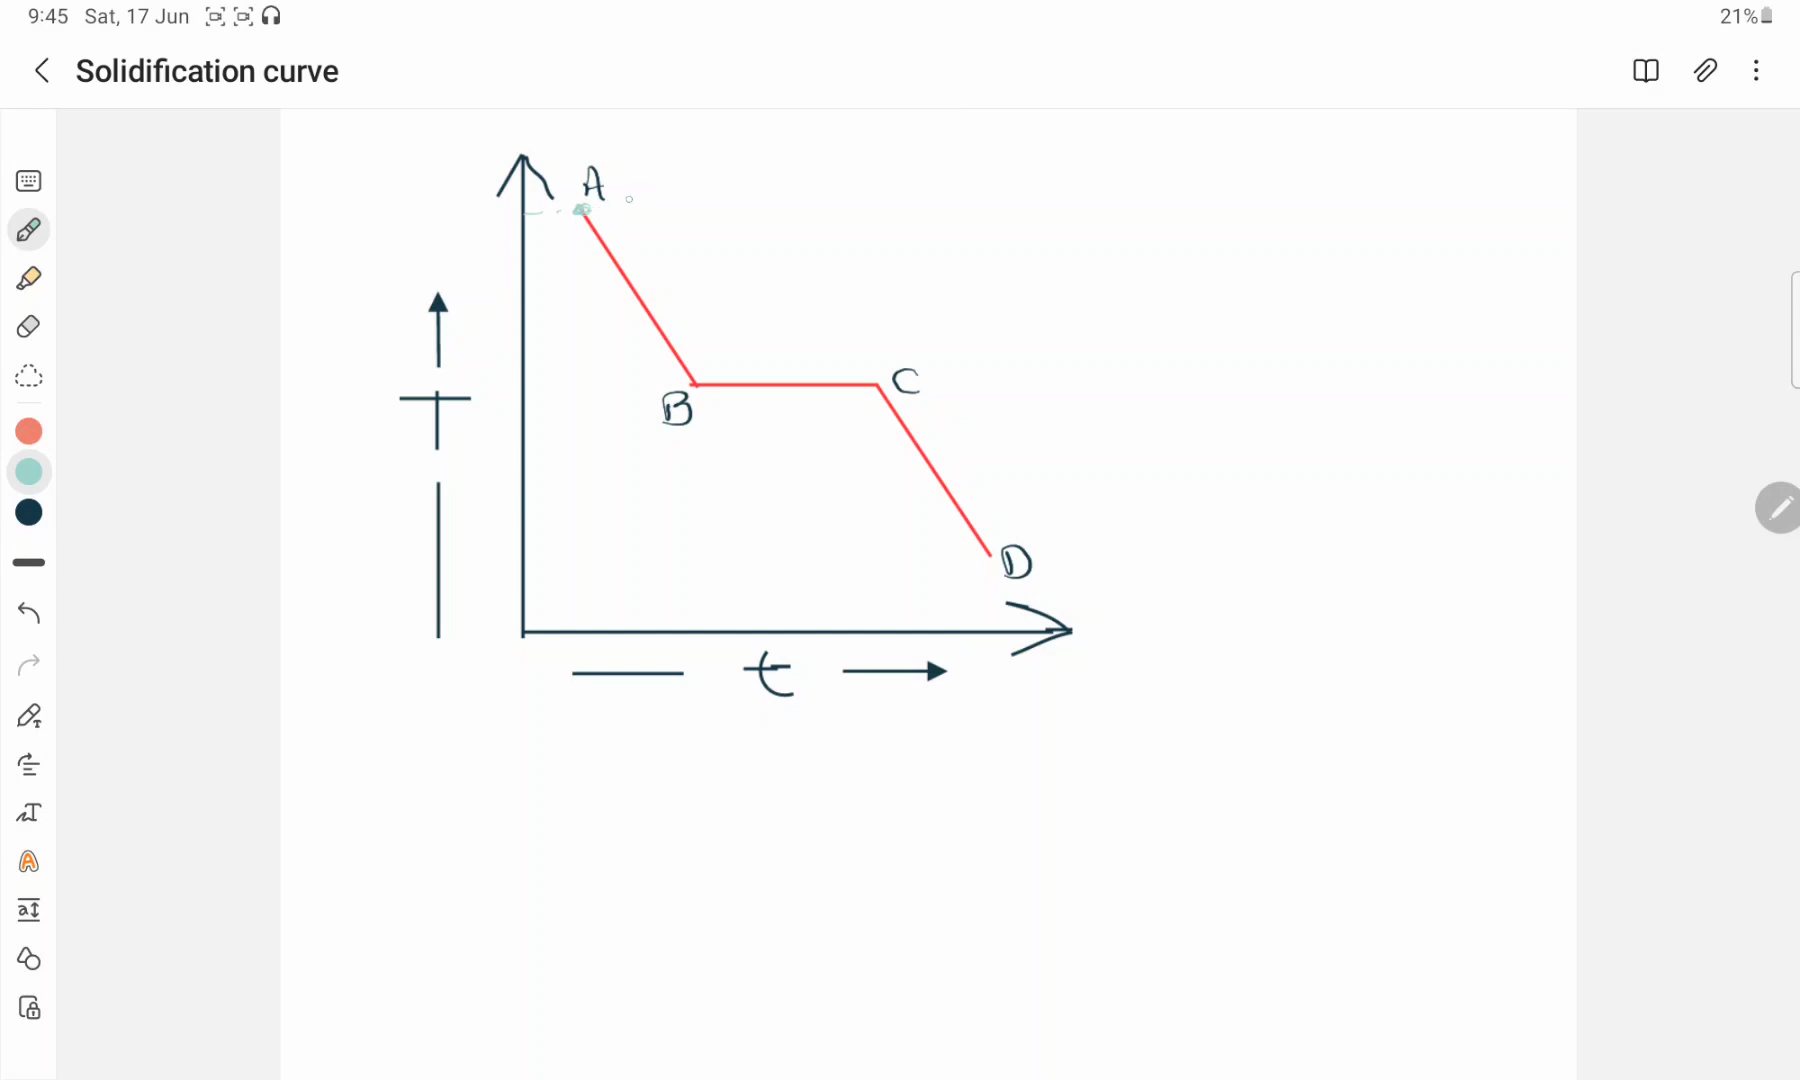 9:45 Sat, 17 Jun 21%
Solidification curve
A
B
C
D
T
t